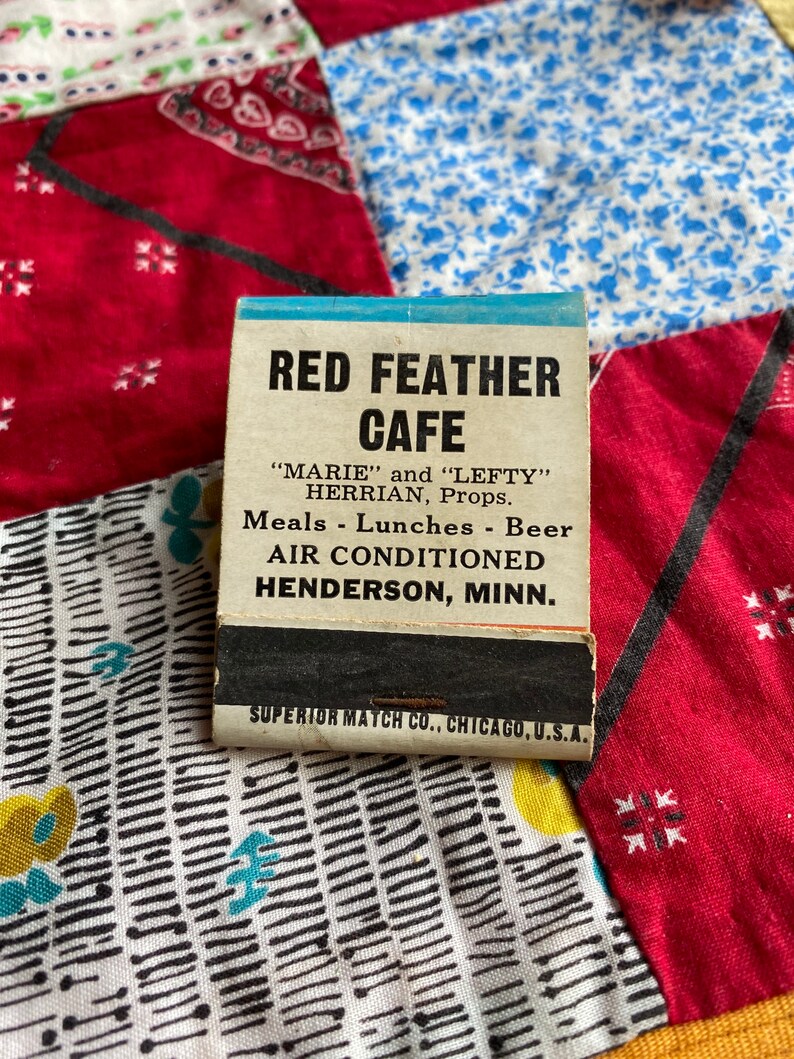 RED FEATHER
CAFE
"MARIE" and "LEFTY"
HERRIAN, Props.
Meals - Lunches - Beer
AIR CONDITIONED
HENDERSON, MINN.
SUPERIOR MATCH CO., CHICAGO, U.S.A.